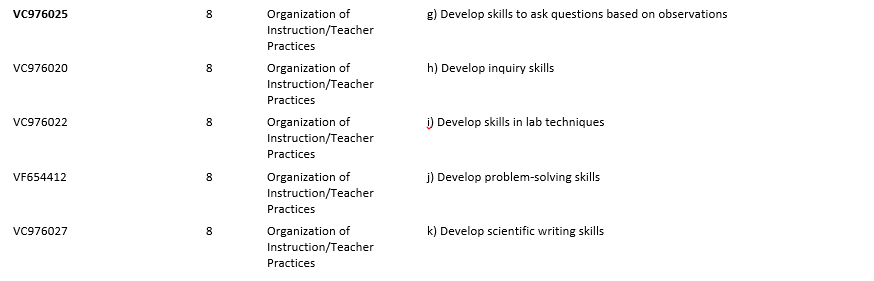 VC976025 8 Organization of g) Develop skills to ask questions based on observations
Instruction/Teacher
Practices
VC976020 8 Organization of h) Develop inquiry skills
Instruction/Teacher
Practices
VC976022 8 Organization of i) Develop skills in lab techniques
Instruction/Teacher
Practices
VF654412 8 Organization of j) Develop problem-solving skills
Instruction/Teacher
Practices
VC976027 8 Organization of k) Develop scientific writing skills
Instruction/Teacher
Practices